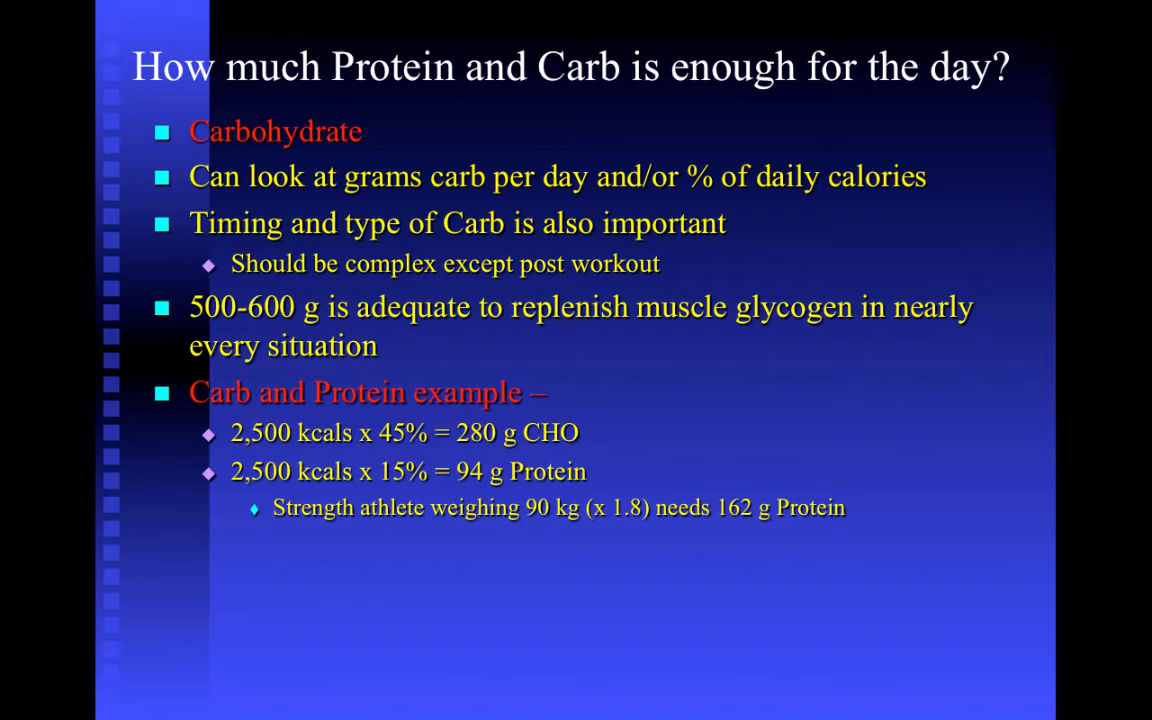 How much Protein and Carb is enough for the day?
Carbohydrate
Can look at grams carb per day and/or % of daily calories
Timing and type of Carb is also important
Should be complex except post workout
500-600 g is adequate to replenish muscle glycogen in nearly
every situation
Carb and Protein example –
2,500 kcals x 45% = 280 g CHO
2,500 kcals x 15% = 94 g Protein
Strength athlete weighing 90 kg (x 1.8) needs 162 g Protein